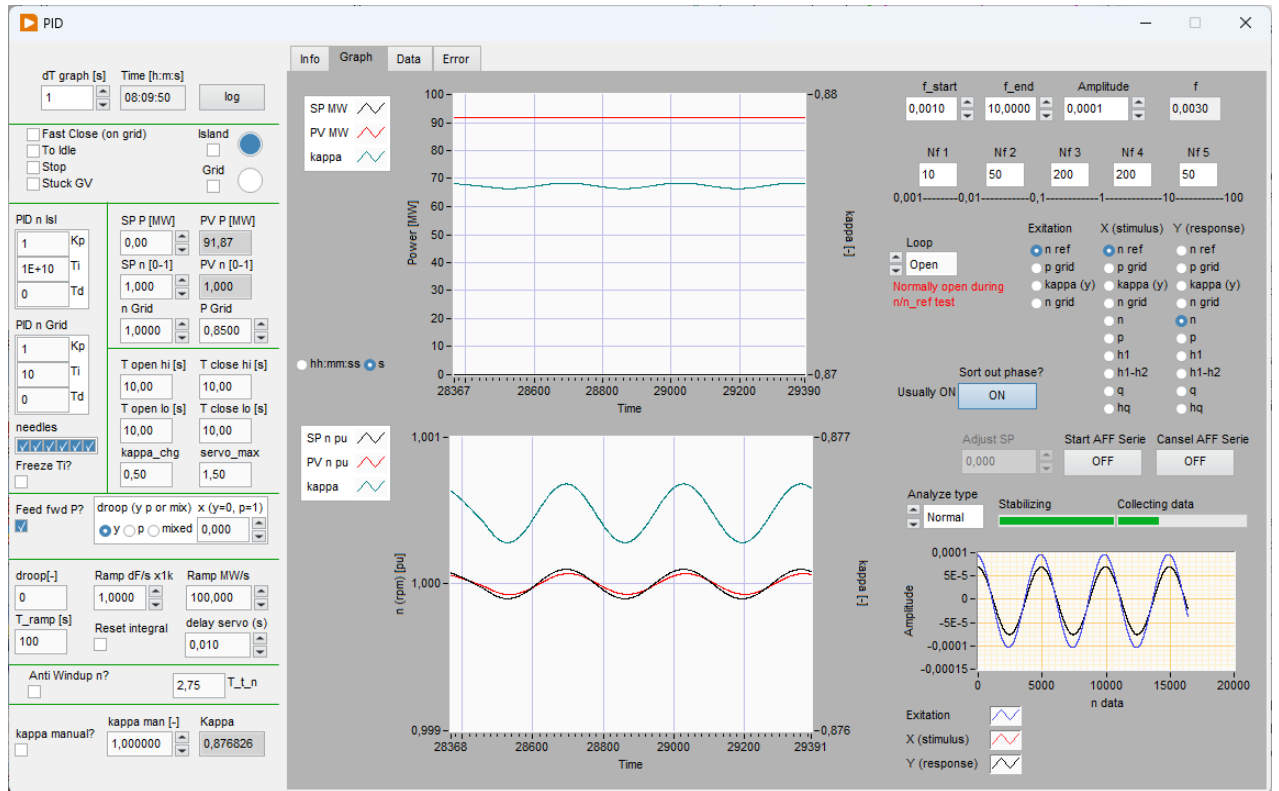 PID
Info Graph Data Error
dT graph [s] Time [h:m:s]
1 08:09:50 log
Fast Close (on grid)
To Idle
Stop
Stuck GV
Island
Grid
PID n Isl
1 Kp
1E+10 Ti
0 Td
PID n Grid
1 Kp
10 Ti
0 Td
needles
Freeze Ti?
SP P [MW] PV P [MW]
0,00 91,87
SP n [0-1] PV n [0-1]
1,000 1,000
n Grid P Grid
1,0000 0,8500
T open hi [s] T close hi [s]
10,00 10,00
T open lo [s] T close lo [s]
10,00 10,00
kappa_chg servo_max
0,50 1,50
Feed fwd P? droop (y p or mix) x (y=0, p=1)
y p mixed 0,000
droop[-] Ramp dF/s x1k Ramp MW/s
0 1,0000 100,000
T_ramp [s] Reset integral delay servo (s)
100 0,010
Anti Windup n? 2,75 T_t_n
kappa manual? kappa man [-] Kappa
1,000000 0,876826
SP MW
PV MW
kappa
hh:mm:ss s
100
90
80
70
60
50
40
30
20
10
0
Power [MW]
0,88
0,87
kappa [-]
28367 28600 28800 29000 29200 29390
Time
SP n pu
PV n pu
kappa
1,001
1,000
0,999
n (rpm) [pu]
0,877
0,876
kappa [-]
28368 28600 28800 29000 29200 29391
Time
f_start f_end Amplitude f
0,0010 10,0000 0,0001 0,0030
Nf 1 Nf 2 Nf 3 Nf 4 Nf 5
10 50 200 200 50
0,001--------0,01------------0,1------------1------------10-----------100
Loop
Open
Normally open during
n/n_ref test
Exitation X (stimulus) Y (response)
n ref n ref n ref
p grid p grid p grid
kappa (y) kappa (y) kappa (y)
n grid n grid n grid
n n
p p
h1 h1
h1-h2 h1-h2
q q
hq hq
Sort out phase?
Usually ON ON
Adjust SP Start AFF Serie Cansel AFF Serie
0,000 OFF OFF
Analyze type
Normal
Stabilizing Collecting data
0,0001
5E-5
0
-5E-5
-0,0001
-0,00015
Amplitude
0 5000 10000 15000 20000
n data
Exitation
X (stimulus)
Y (response)